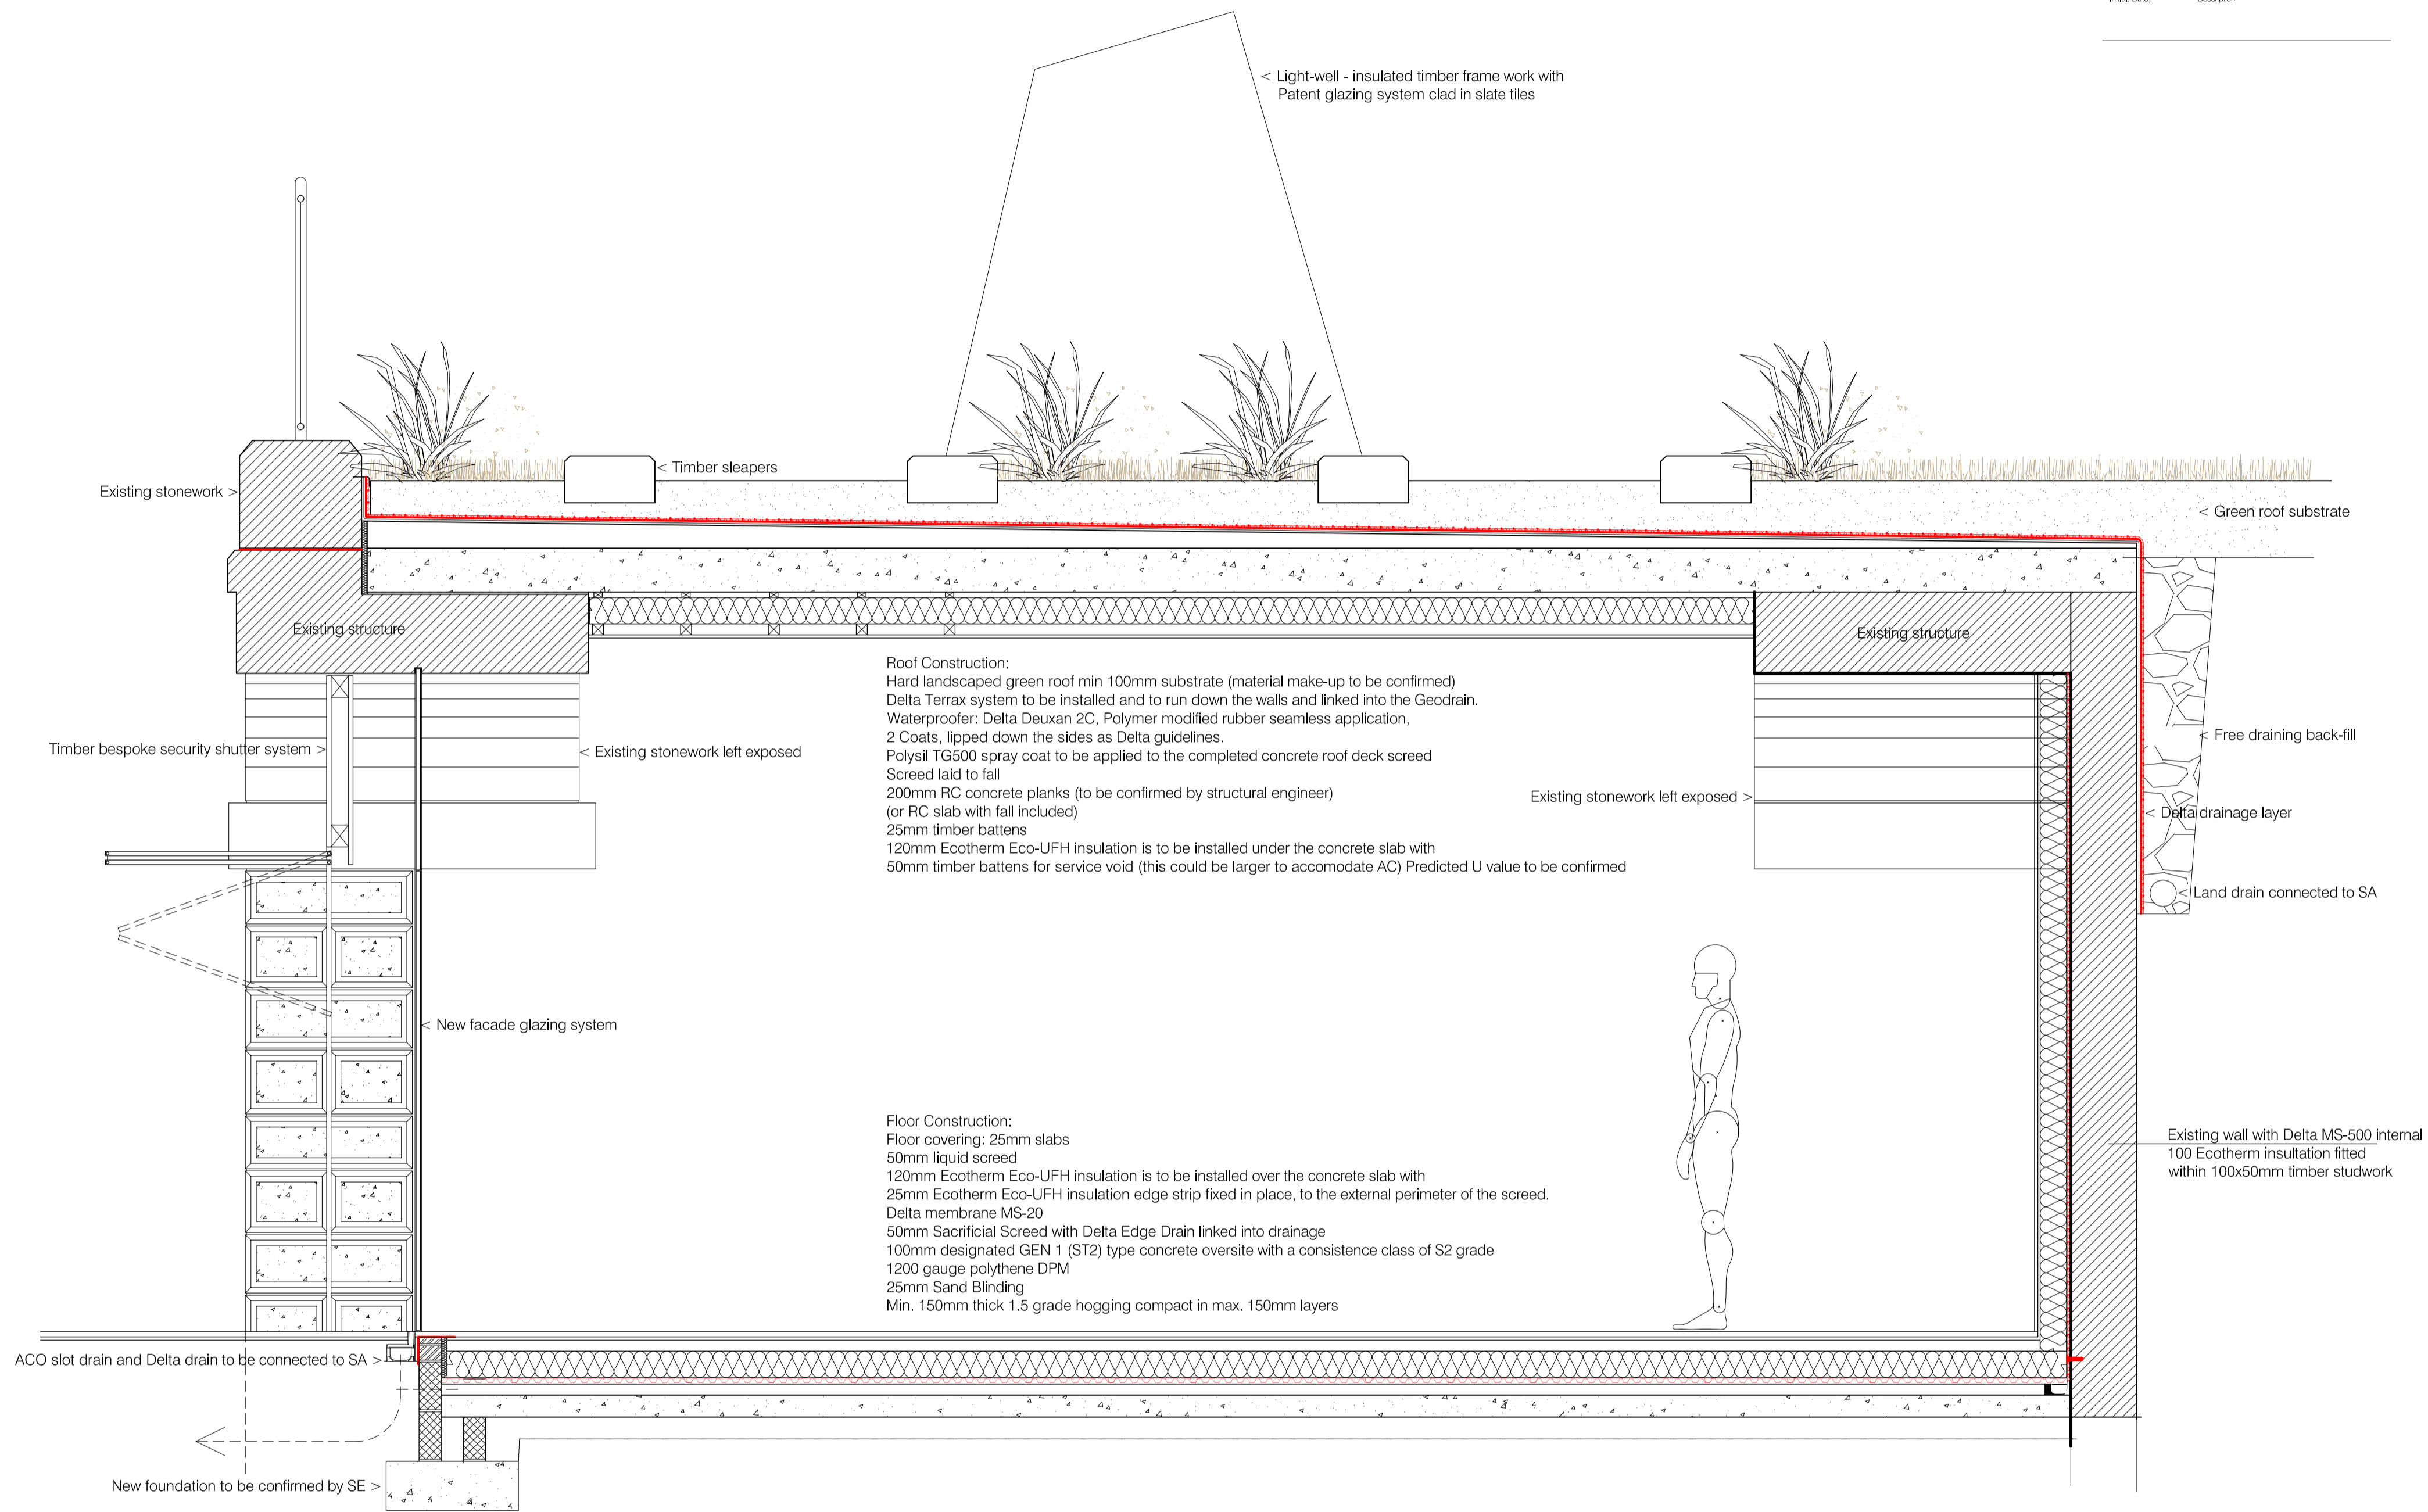 < Light-well - insulated timber frame work with
Patent glazing system clad in slate tiles
< Timber sleapers
Existing stonework >
< Green roof substrate
Existing structure
Existing structure
Roof Construction:
Hard landscaped green roof min 100mm substrate (material make-up to be confirmed)
Delta Terrax system to be installed and to run down the walls and linked into the Geodrain.
Waterproofer: Delta Deuxan 2C, Polymer modified rubber seamless application,
2 Coats, lipped down the sides as Delta guidelines.
Polysil TG500 spray coat to be applied to the completed concrete roof deck screed
Screed laid to fall
200mm RC concrete planks (to be confirmed by structural engineer)
(or RC slab with fall included)
25mm timber battens
120mm Ecotherm Eco-UFH insulation is to be installed under the concrete slab with
50mm timber battens for service void (this could be larger to accomodate AC) Predicted U value to be confirmed
Timber bespoke security shutter system >
< Existing stonework left exposed
< Free draining back-fill
Existing stonework left exposed >
< Delta drainage layer
< Land drain connected to SA
< New facade glazing system
Floor Construction:
Floor covering: 25mm slabs
50mm liquid screed
120mm Ecotherm Eco-UFH insulation is to be installed over the concrete slab with
25mm Ecotherm Eco-UFH insulation edge strip fixed in place, to the external perimeter of the screed.
Delta membrane MS-20
50mm Sacrificial Screed with Delta Edge Drain linked into drainage
100mm designated GEN 1 (ST2) type concrete oversite with a consistence class of S2 grade
1200 gauge polythene DPM
25mm Sand Blinding
Min. 150mm thick 1.5 grade hogging compact in max. 150mm layers
Existing wall with Delta MS-500 internal
100 Ecotherm insultation fitted
within 100x50mm timber studwork
ACO slot drain and Delta drain to be connected to SA >
New foundation to be confirmed by SE >